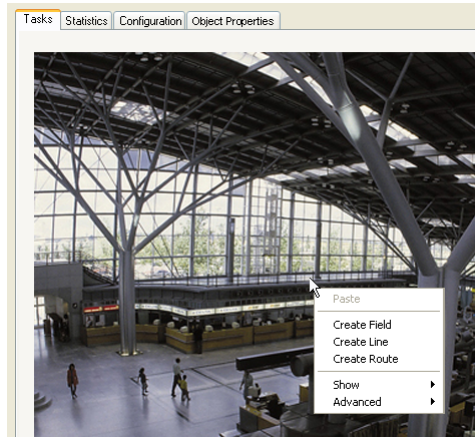 Tasks Statistics Configuration Object Properties
Paste
Create Field
Create Line
Create Route
Show
Advanced